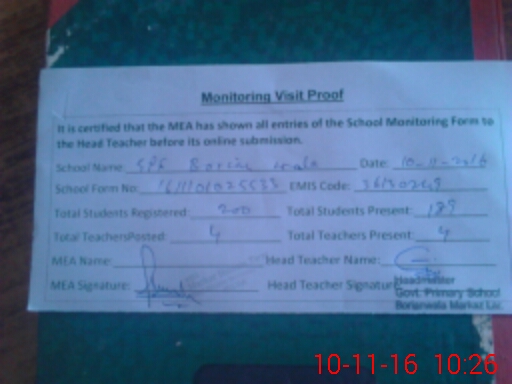 Monitoring Visit Proof
It is certified that the MEA has shown all entries of the School Monitoring Form to
the Head Teacher before its online submission.
School Name: GPS Date: 10-11-2016
School Form No: EMIS Code:
Total Students Registered: 200 Total Students Present: 189
Total TeachersPosted: 4 Total Teachers Present: 4
MEA Name: Head Teacher Name:
MEA Signature: Head Teacher Signature
Headmaster
Govt. Primary School
Borianwala Markaz
10-11-16 10:26